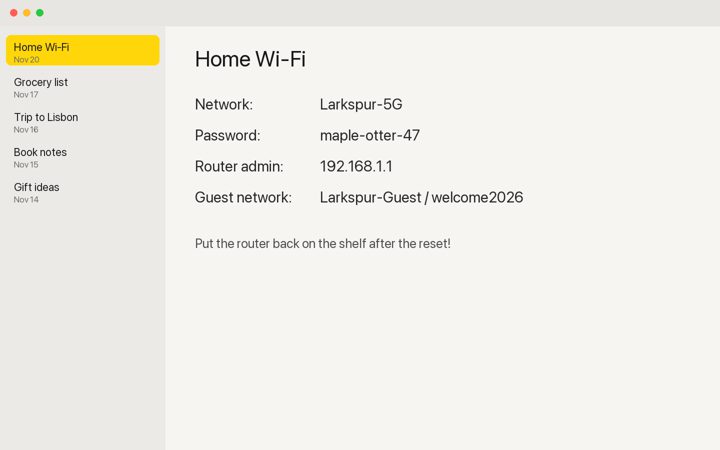 Home Wi-Fi
Nov 20
Grocery list
Nov 17
Trip to Lisbon
Nov 16
Book notes
Nov 15
Gift ideas
Nov 14
Home Wi-Fi
Network: Larkspur-5G
Password: maple-otter-47
Router admin: 192.168.1.1
Guest network: Larkspur-Guest / welcome2026
Put the router back on the shelf after the reset!